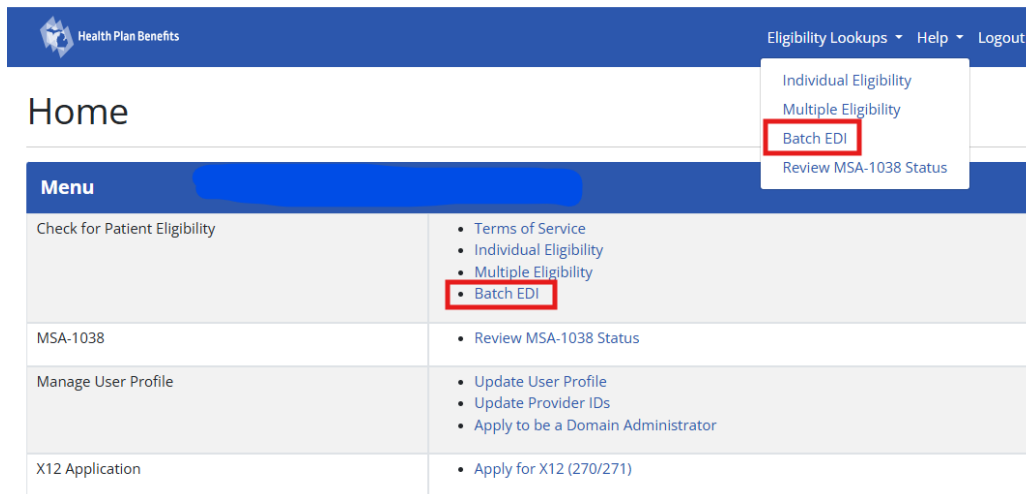 Health Plan Benefits
Eligibility Lookups Help Logout
Individual Eligibility
Multiple Eligibility
Batch EDI
Review MSA-1038 Status
Home
Menu
Check for Patient Eligibility
Terms of Service
Individual Eligibility
Multiple Eligibility
Batch EDI
MSA-1038
Review MSA-1038 Status
Manage User Profile
Update User Profile
Update Provider IDs
Apply to be a Domain Administrator
X12 Application
Apply for X12 (270/271)